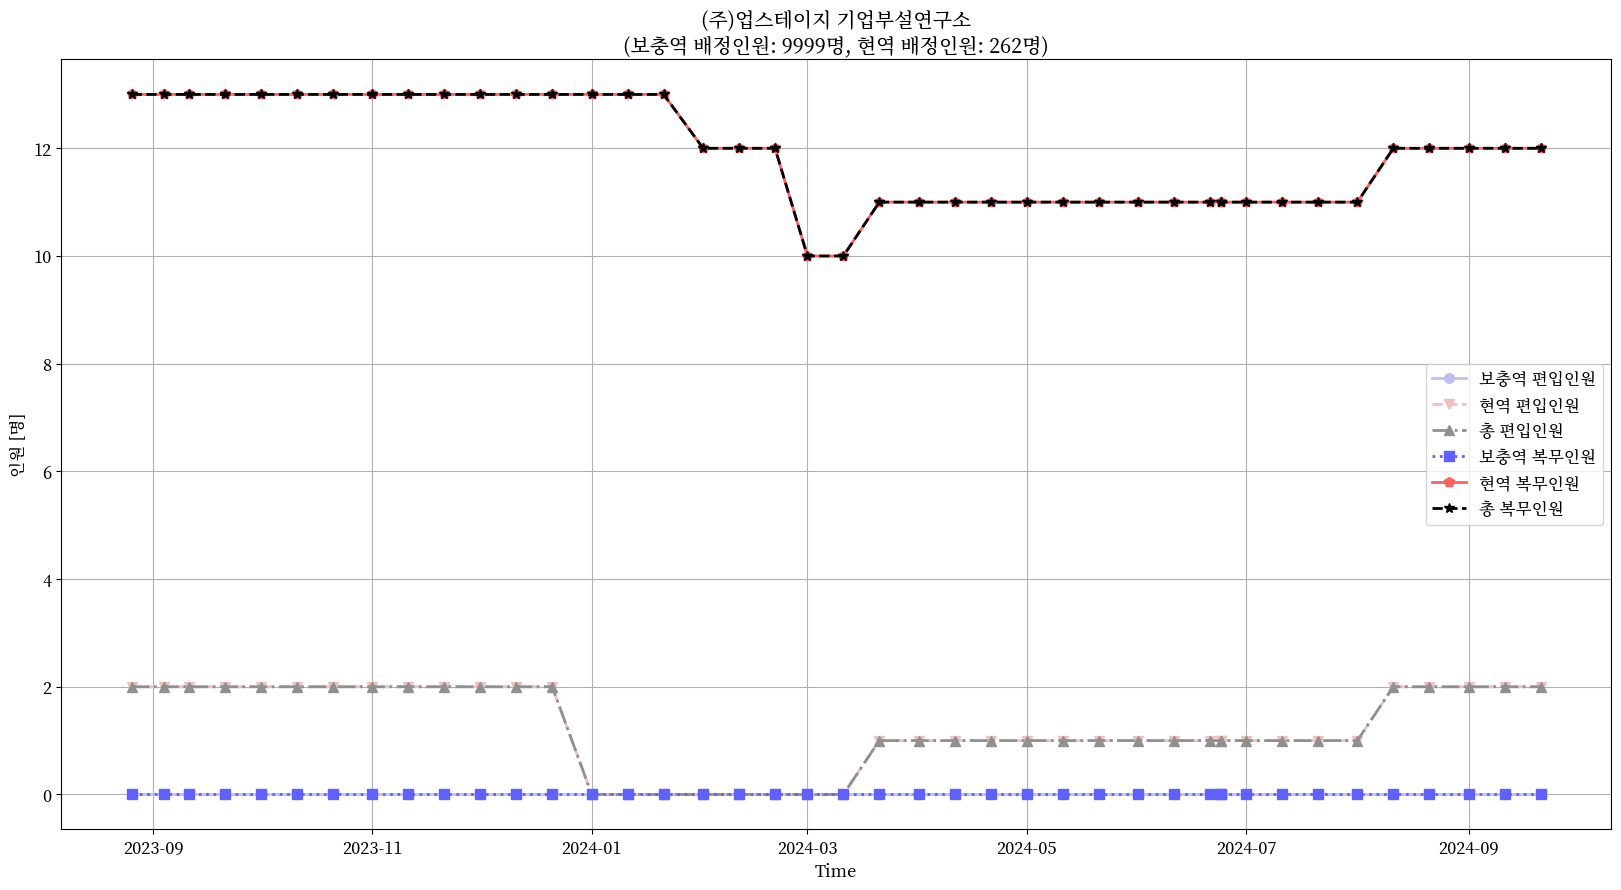 (주)업스테이지 기업부설연구소
(보충역 배정인원: 9999명, 현역 배정인원: 262명)
인원 [명]
12
10
8
6
4
2
0
보충역 편입인원
현역 편입인원
총 편입인원
보충역 복무인원
현역 복무인원
총 복무인원
2023-09 2023-11 2024-01 2024-03 2024-05 2024-07 2024-09
Time